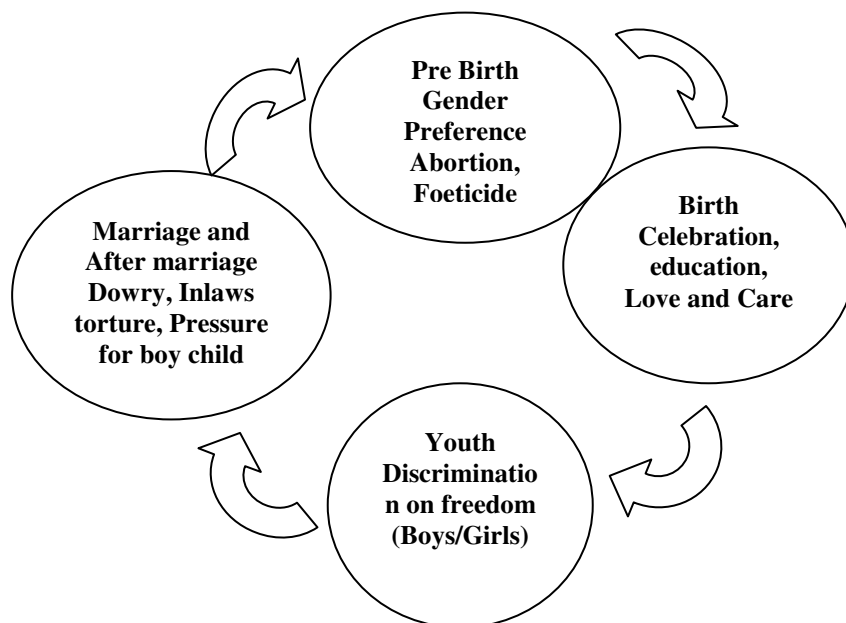 Pre Birth
Gender
Preference
Abortion,
Foeticide
Birth
Celebration,
education,
Love and Care
Youth
Discriminatio
n on freedom
(Boys/Girls)
Marriage and
After marriage
Dowry, Inlaws
torture, Pressure
for boy child